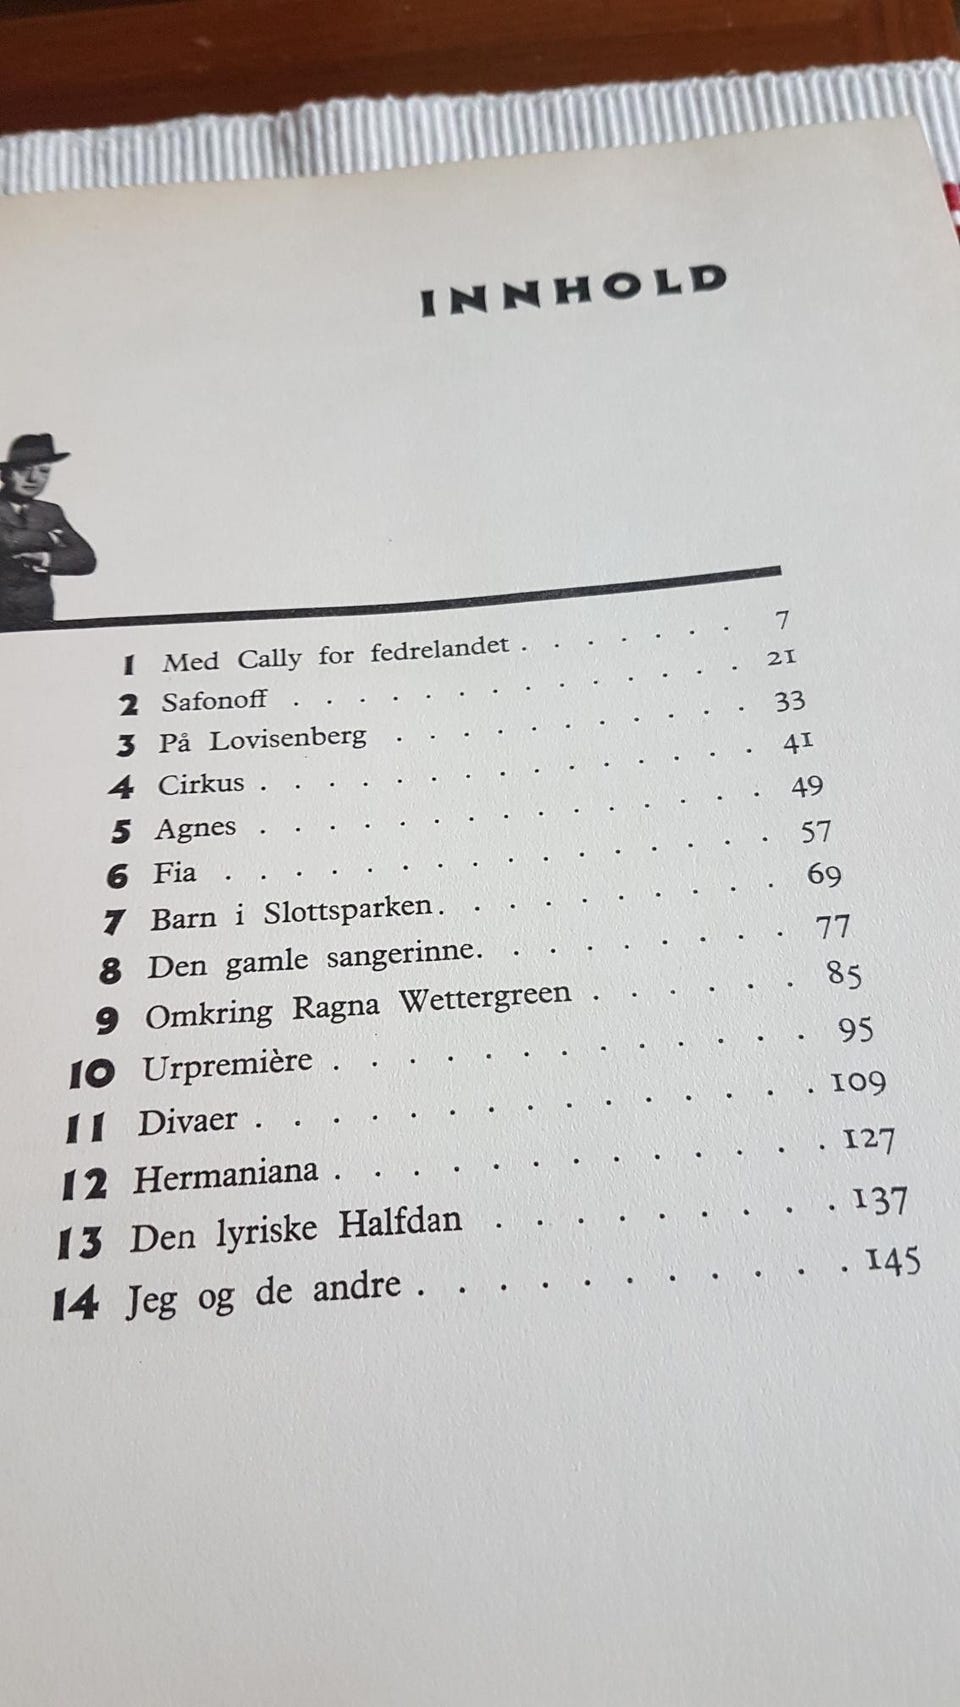 INNHOLD
1 Med Cally for fedrelandet . . . . . . . 7
2 Safonoff . . . . . . . . . . . . . 21
3 På Lovisenberg . . . . . . . . . . 33
4 Cirkus . . . . . . . . . . . . . . 41
5 Agnes . . . . . . . . . . . . . . 49
6 Fia . . . . . . . . . . . . . . . 57
7 Barn i Slottsparken . . . . . . . . . 69
8 Den gamle sangerinne . . . . . . . . 77
9 Omkring Ragna Wettergreen . . . . . . 85
10 Urpremière . . . . . . . . . . . . . 95
11 Divaer . . . . . . . . . . . . . . . 109
12 Hermaniana . . . . . . . . . . . . . 127
13 Den lyriske Halfdan . . . . . . . . . 137
14 Jeg og de andre . . . . . . . . . . . 145